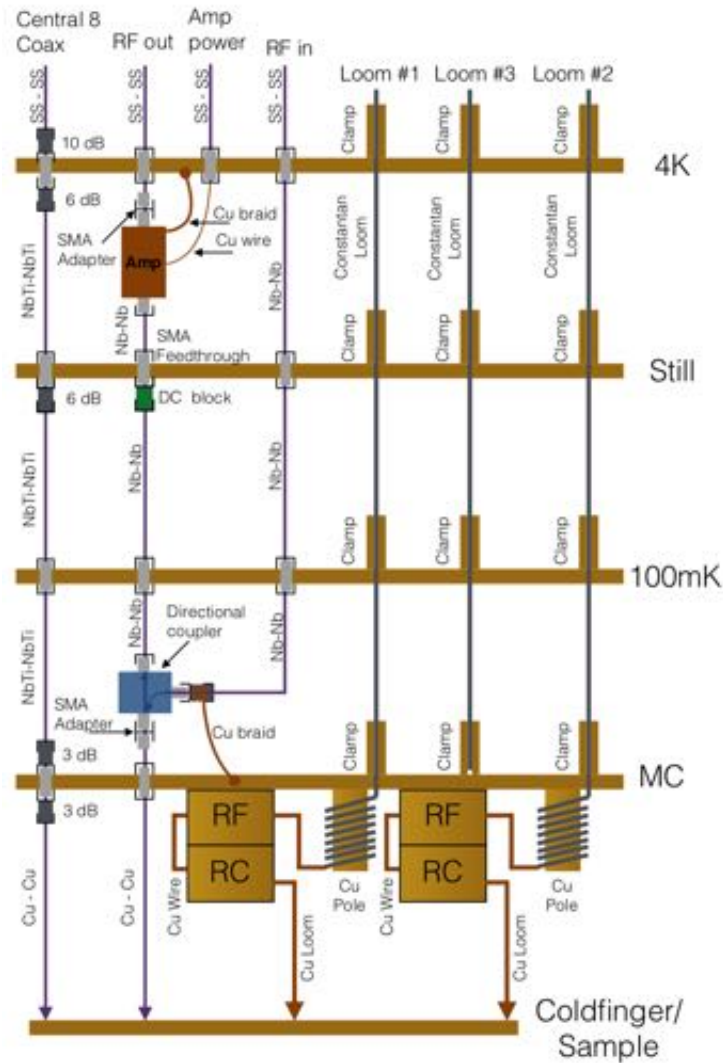 Central 8
Coax
RF out
Amp
power
RF in
Loom #1
Loom #3
Loom #2
SS - SS
SS - SS
SS - SS
SS - SS
Clamp
Clamp
Clamp
10 dB
4K
6 dB
SMA
Adapter
Cu braid
Cu wire
Amp
NbTi-NbTi
Nb-Nb
Nb-Nb
Constantan
Loom
Constantan
Loom
Constantan
Loom
SMA
Feedthrough
Clamp
Clamp
Clamp
Still
6 dB
DC block
NbTi-NbTi
Nb-Nb
Clamp
Clamp
Clamp
100mK
Directional
coupler
NbTi-NbTi
Nb-Nb
Nb-Nb
SMA
Adapter
Cu braid
Clamp
Clamp
Clamp
3 dB
MC
3 dB
RF
RC
RF
RC
Cu - Cu
Cu - Cu
Cu Wire
Cu Loom
Cu
Pole
Cu Wire
Cu Loom
Cu
Pole
Coldfinger/
Sample